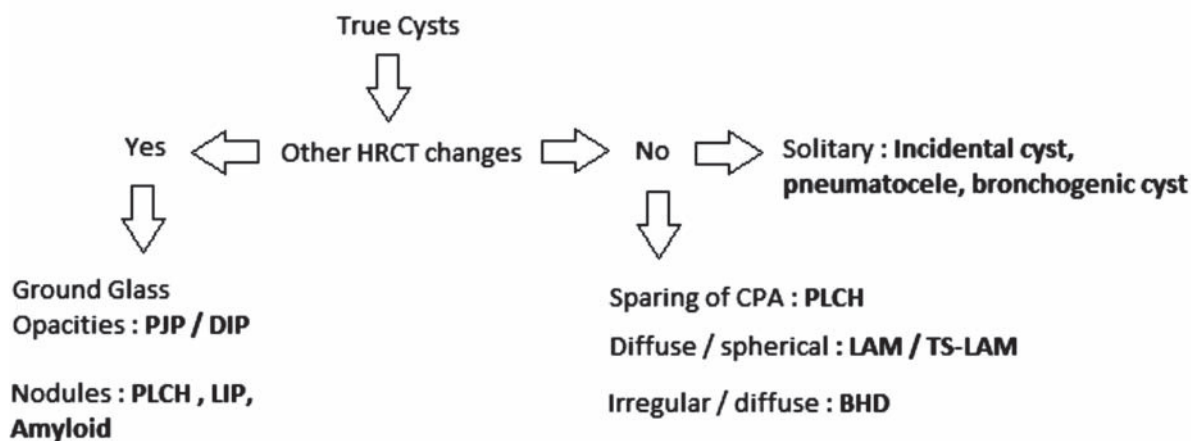 True Cysts
Yes
Other HRCT changes
No
Solitary : Incidental cyst,
pneumatocele, bronchogenic cyst
Ground Glass
Opacities : PJP / DIP
Nodules : PLCH , LIP,
Amyloid
Sparing of CPA : PLCH
Diffuse / spherical : LAM / TS-LAM
Irregular / diffuse : BHD